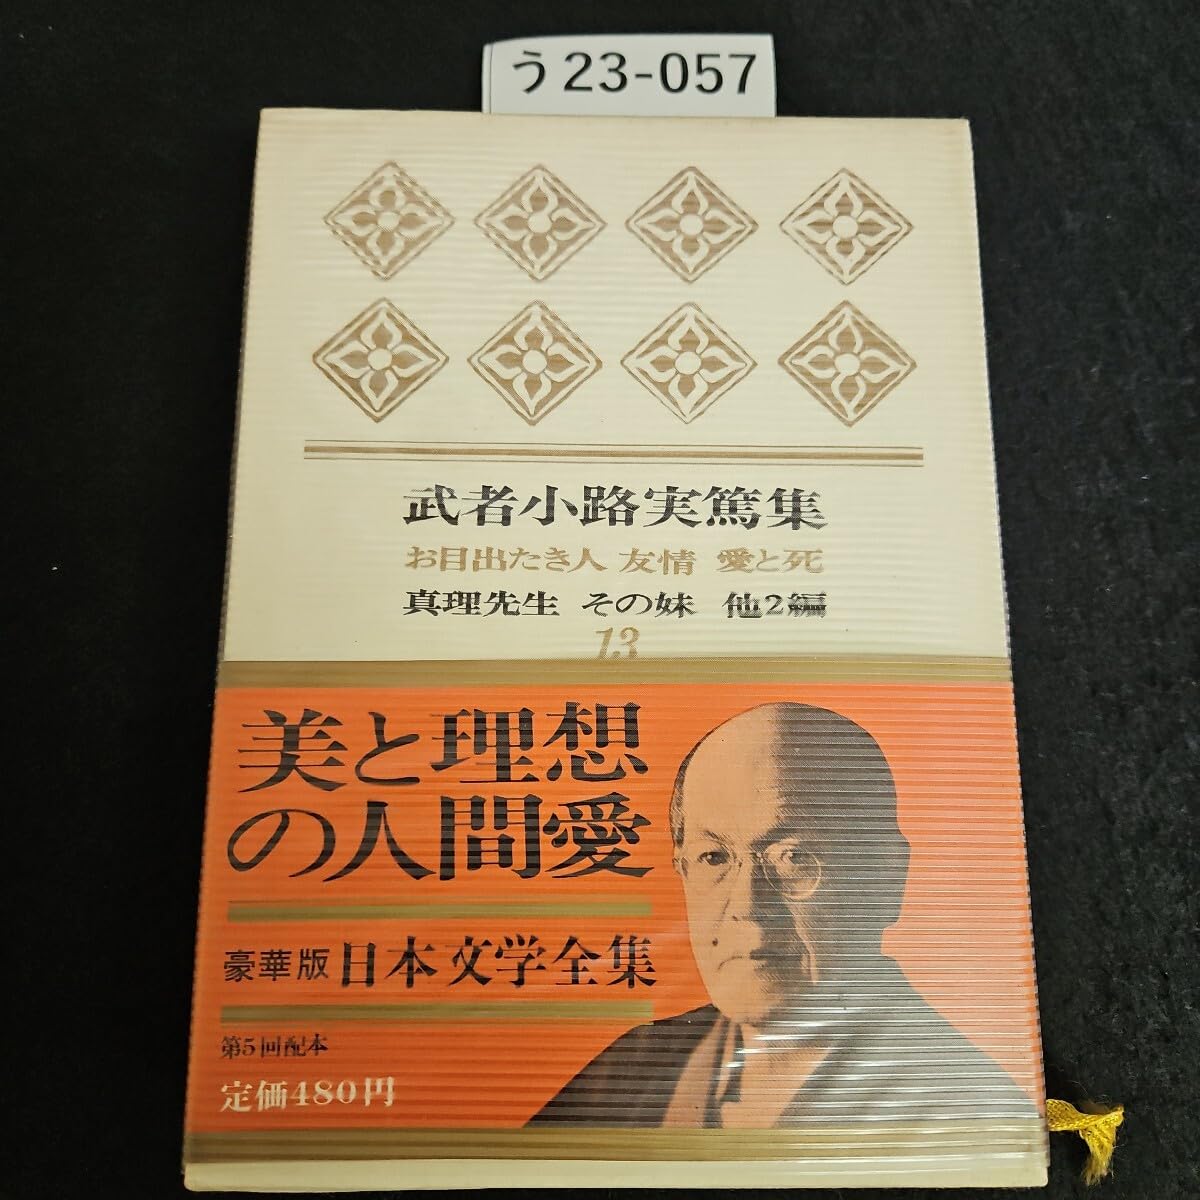 う23-057
武者小路実篤集
お目出たき人 友情 愛と死
真理先生 その妹 他2編
13
美と理想
の人間愛
豪華版 日本文学全集
第5回配本
定価480円